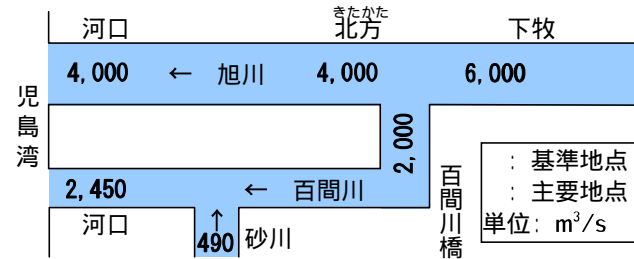 きたかた
河口 北方 下牧
4,000 ← 旭川 4,000 6,000
児島湾
2,000
2,450 ← 百間川
河口
↑
490 砂川
百間川橋
: 基準地点
: 主要地点
単位: m³/s